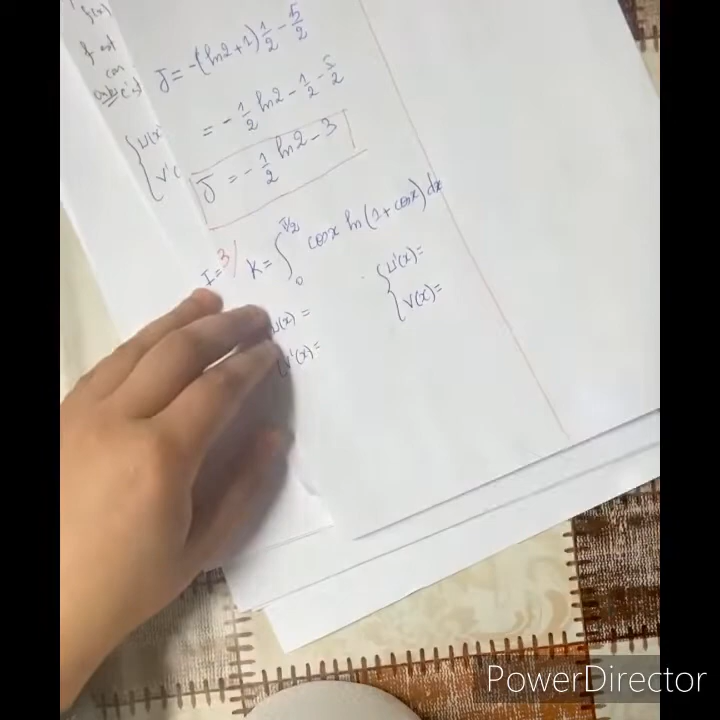 f(x)
f est
J = -(ln2+1) 1/2 - 5/2
= -1/2 ln2 - 1/2 - 5/2
J = -1/2 ln2 - 3
{ U(x)
V'(
I = 3/ K = ∫₀^{π/2} cosx ln(1+cosx) dx
U(x) = { U'(x) =
{ V'(x) = V(x) =
PowerDirector